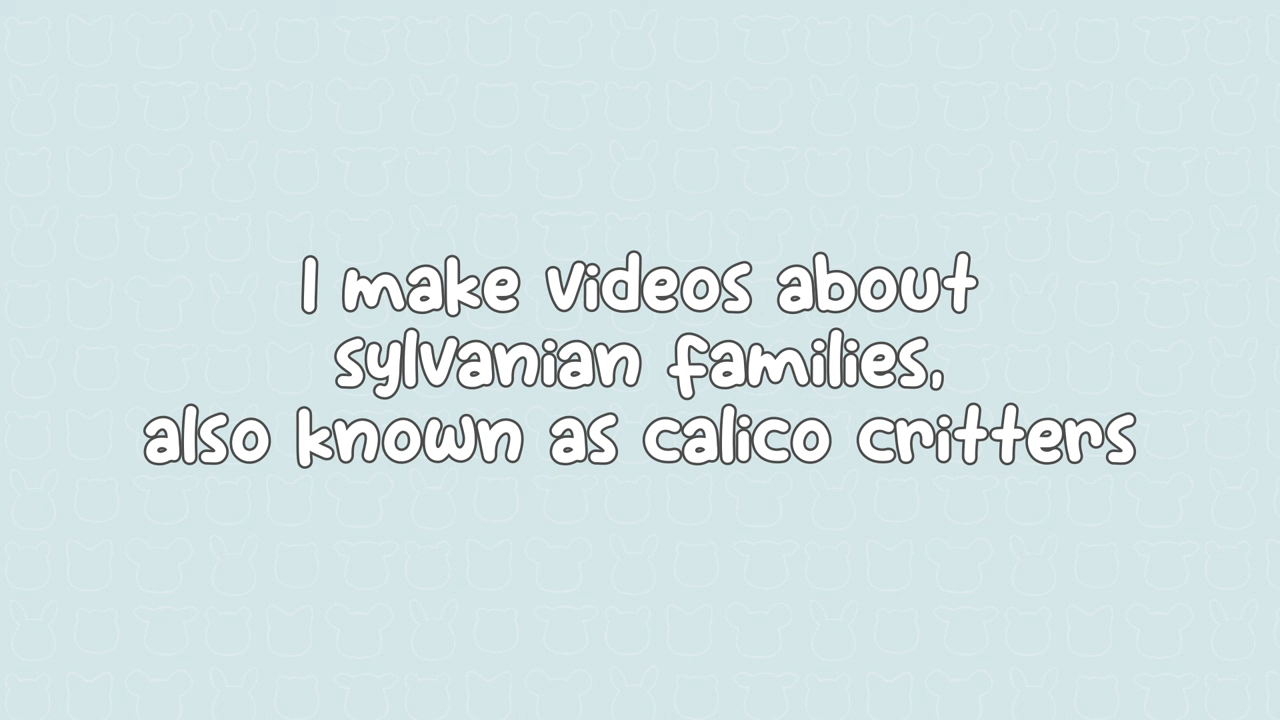 I make videos about
sylvanian families,
also known as calico critters